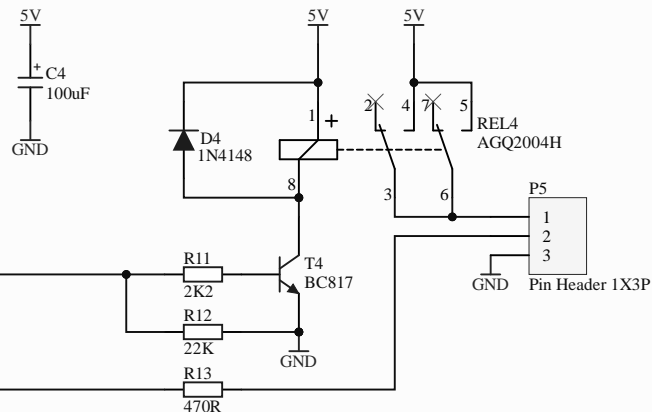 5V
5V
5V
+
C4
100uF
GND
D4
1N4148
1
+
8
2
4
7
5
REL4
AGQ2004H
3
6
P5
1
2
3
Pin Header 1X3P
GND
R11
2K2
T4
BC817
R12
22K
GND
R13
470R